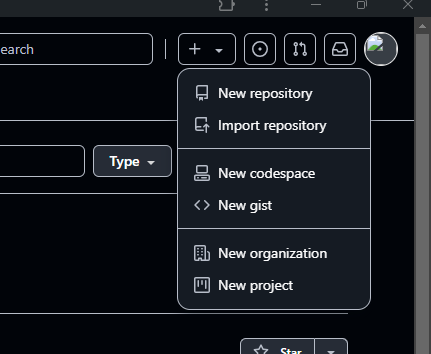 earch
New repository
Import repository
Type
New codespace
New gist
New organization
New project
Star